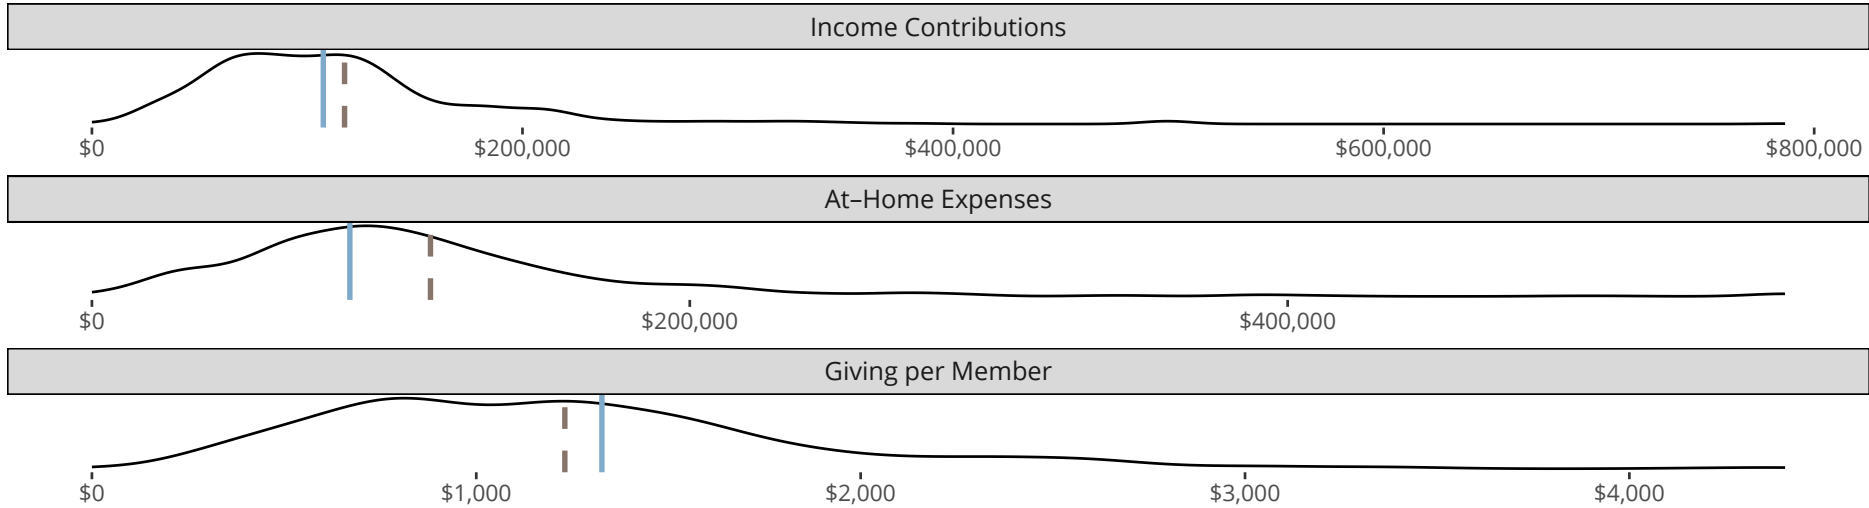 Income Contributions
$0 $200,000 $400,000 $600,000 $800,000
At–Home Expenses
$0 $200,000 $400,000
Giving per Member
$0 $1,000 $2,000 $3,000 $4,000